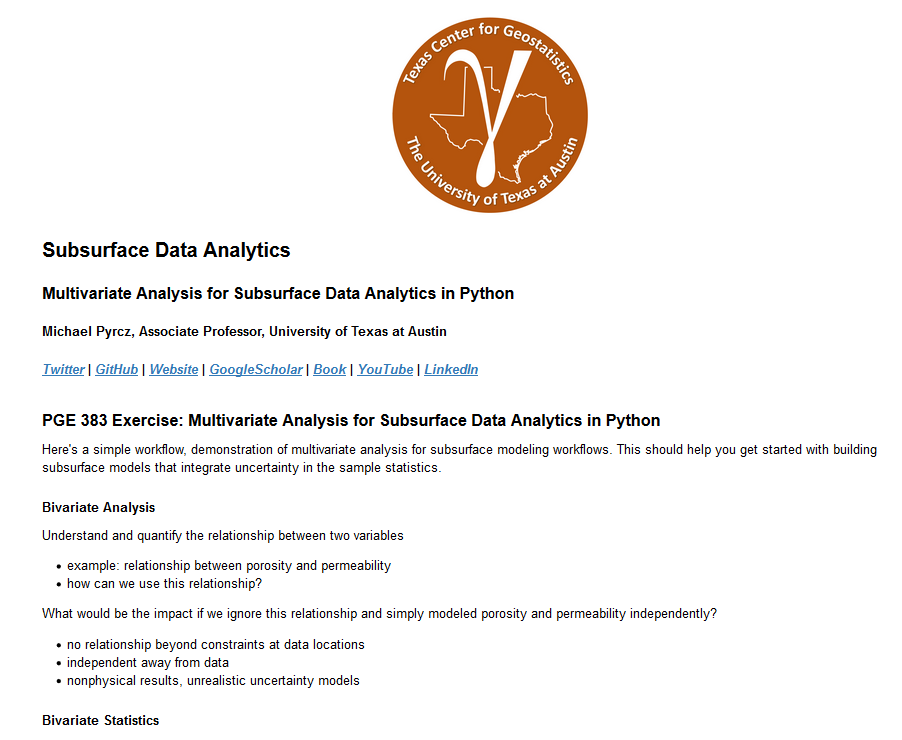 Texas Center for Geostatistics
γ
The University of Texas at Austin
Subsurface Data Analytics
Multivariate Analysis for Subsurface Data Analytics in Python
Michael Pyrcz, Associate Professor, University of Texas at Austin
Twitter | GitHub | Website | GoogleScholar | Book | YouTube | LinkedIn
PGE 383 Exercise: Multivariate Analysis for Subsurface Data Analytics in Python
Here's a simple workflow, demonstration of multivariate analysis for subsurface modeling workflows. This should help you get started with building
subsurface models that integrate uncertainty in the sample statistics.
Bivariate Analysis
Understand and quantify the relationship between two variables
• example: relationship between porosity and permeability
• how can we use this relationship?
What would be the impact if we ignore this relationship and simply modeled porosity and permeability independently?
• no relationship beyond constraints at data locations
• independent away from data
• nonphysical results, unrealistic uncertainty models
Bivariate Statistics